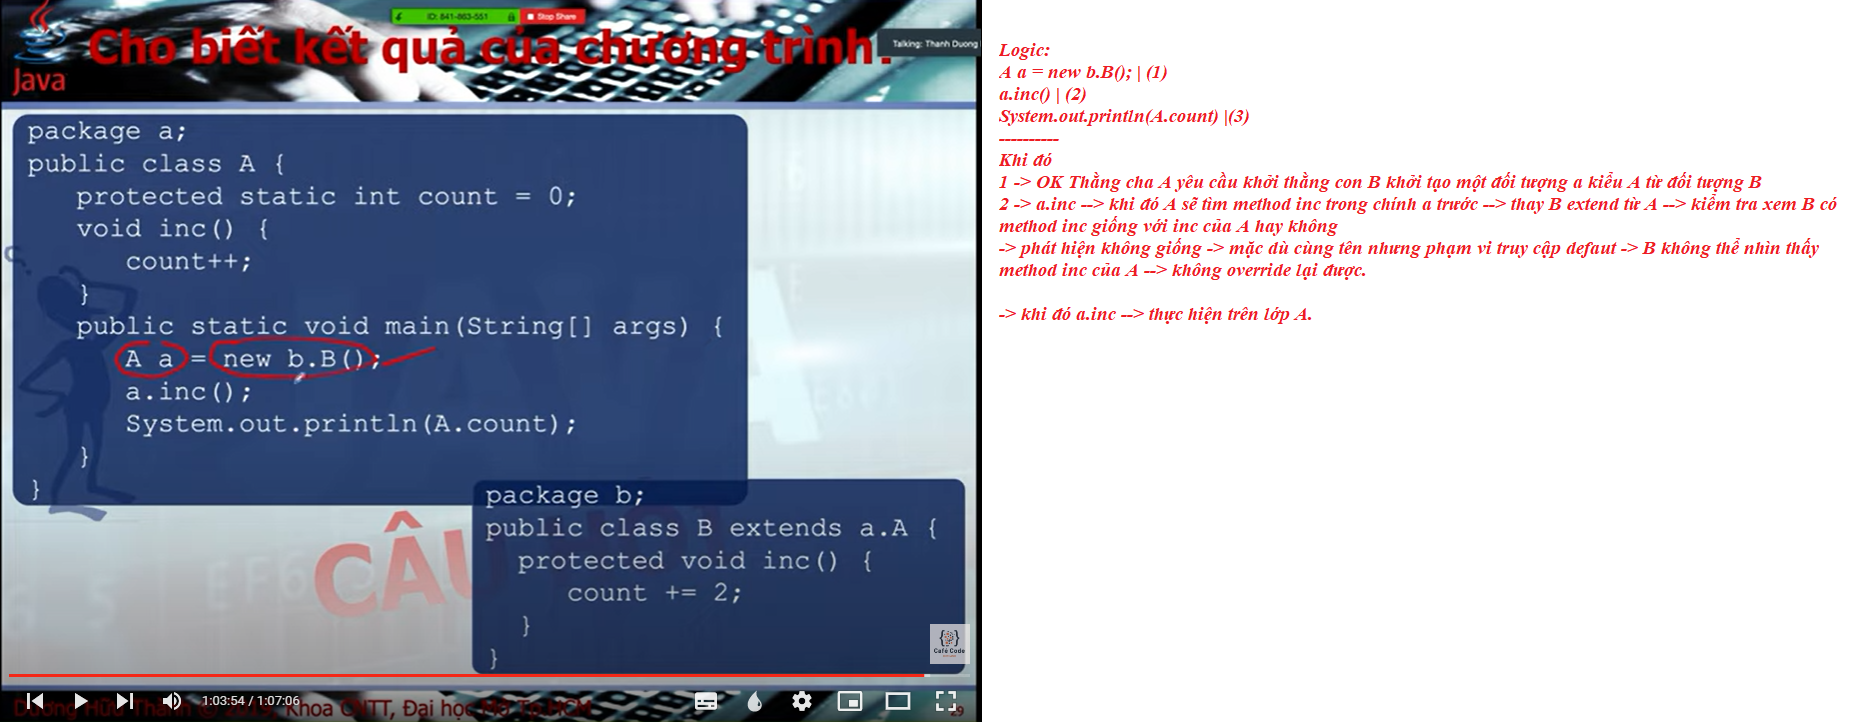 ID: 841-863-551 Stop Share
Cho biết kết quả của chương trình?
Talking: Thanh Duong
Java
package a;
public class A {
protected static int count = 0;
void inc() {
count++;
}
public static void main(String[] args) {
A a = new b.B();
a.inc();
System.out.println(A.count);
}
}
package b;
public class B extends a.A {
protected void inc() {
count += 2;
}
}
CÂU
{ }
Café Code
1:03:54 / 1:07:06
Dương Hữu Thành
Khoa CNTT, Đại học Mở Tp.HCM
29
Logic:
A a = new b.B(); | (1)
a.inc() | (2)
System.out.println(A.count) |(3)
----------
Khi đó
1 -> OK Thằng cha A yêu cầu khởi thằng con B khởi tạo một đối tượng a kiểu A từ đối tượng B
2 -> a.inc --> khi đó A sẽ tìm method inc trong chính a trước --> thay B extend từ A --> kiểm tra xem B có
method inc giống với inc của A hay không
-> phát hiện không giống -> mặc dù cùng tên nhưng phạm vi truy cập defaut -> B không thể nhìn thấy
method inc của A --> không override lại được.
-> khi đó a.inc --> thực hiện trên lớp A.